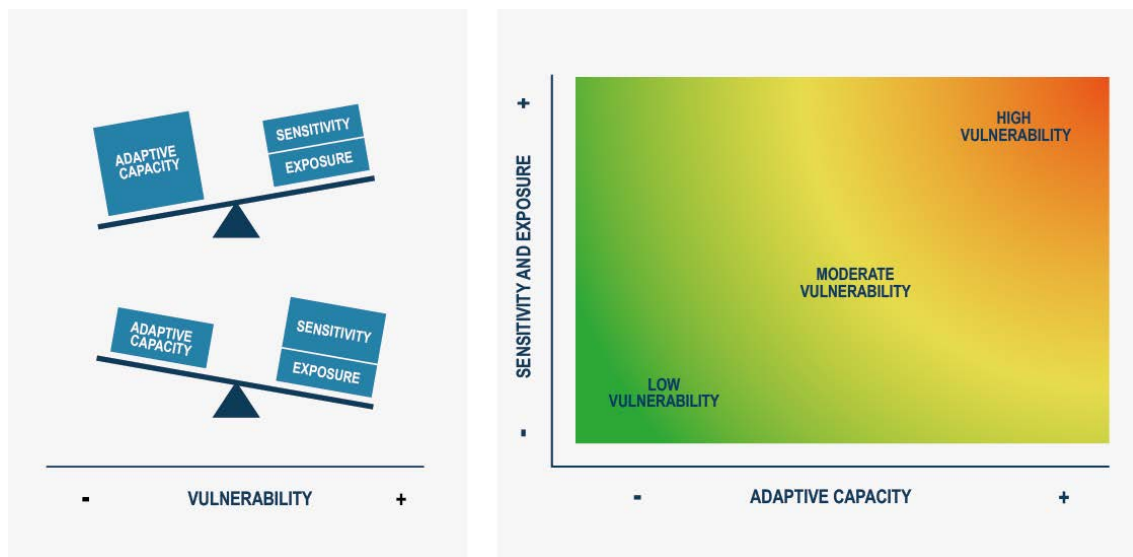 ADAPTIVE
CAPACITY
SENSITIVITY
EXPOSURE
ADAPTIVE
CAPACITY
SENSITIVITY
EXPOSURE
- VULNERABILITY +
SENSITIVITY AND EXPOSURE
+
-
HIGH
VULNERABILITY
MODERATE
VULNERABILITY
LOW
VULNERABILITY
- ADAPTIVE CAPACITY +